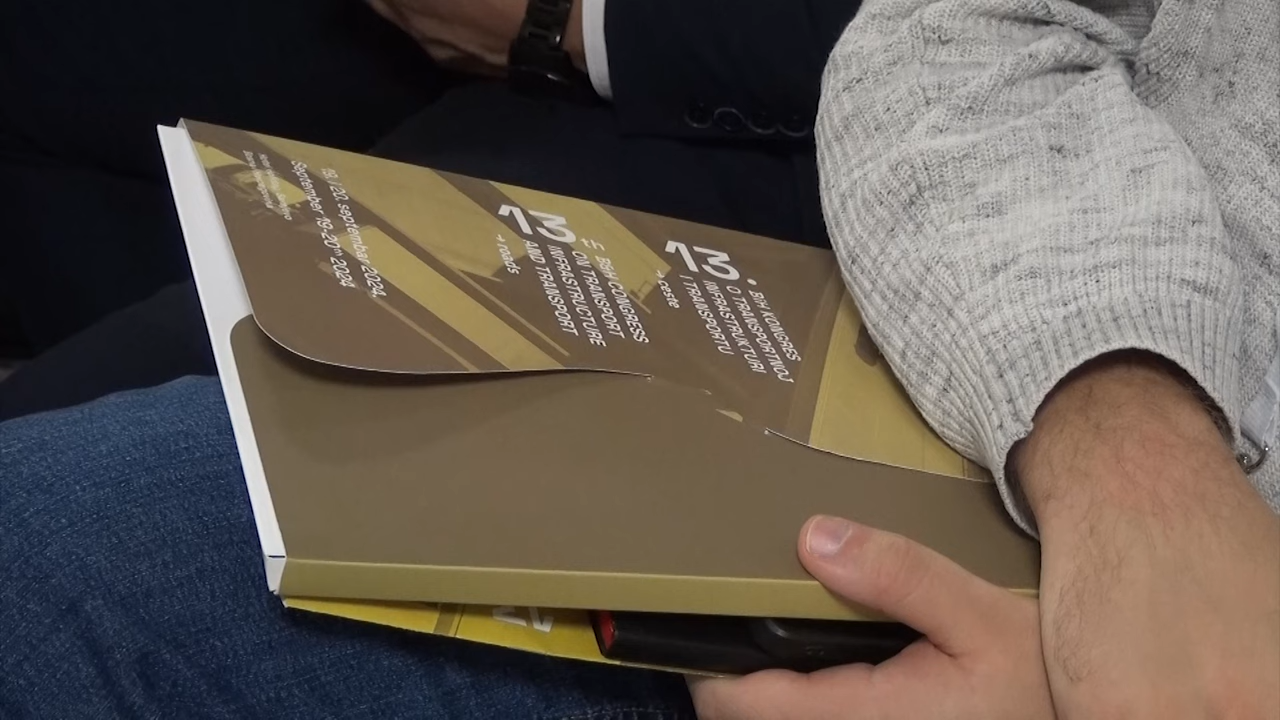 13. BIH KONGRES
O TRANSPORTNOJ
INFRASTRUKTURI
I TRANSPORTU
→ ceste
13th BIH CONGRESS
ON TRANSPORT
INFRASTRUCTURE
AND TRANSPORT
→ roads
19. i 20. septembar 2024.
September 19-20th 2024